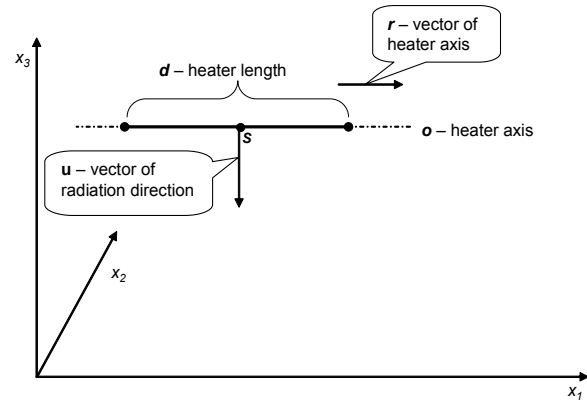 r – vector of
heater axis
x3
d – heater length
o – heater axis
s
u – vector of
radiation direction
x2
x1